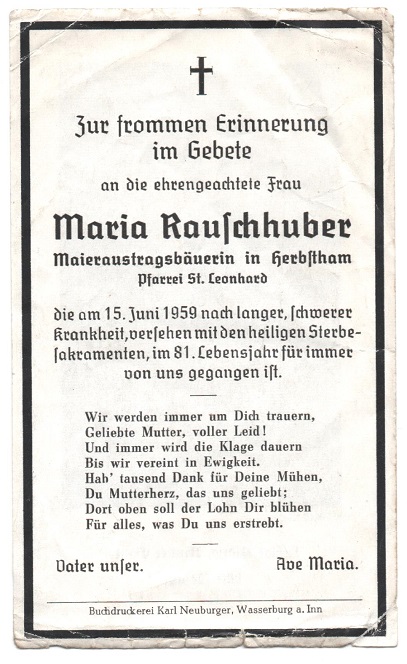 Zur frommen Erinnerung
im Gebete
an die ehrengeachtete Frau
Maria Rauschhuber
Maieraustragsbäuerin in Herbstham
Pfarrei St. Leonhard
die am 15. Juni 1959 nach langer, schwerer
Krankheit, versehen mit den heiligen Sterbe-
sakramenten, im 81. Lebensjahr für immer
von uns gegangen ist.
Wir werden immer um Dich trauern,
Geliebte Mutter, voller Leid!
Und immer wird die Klage dauern
Bis wir vereint in Ewigkeit.
Hab' tausend Dank für Deine Mühen,
Du Mutterherz, das uns geliebt;
Dort oben soll der Lohn Dir blühen
Für alles, was Du uns erstrebt.
Vater unser. Ave Maria.
Buchdruckerei Karl Neuburger, Wasserburg a. Inn